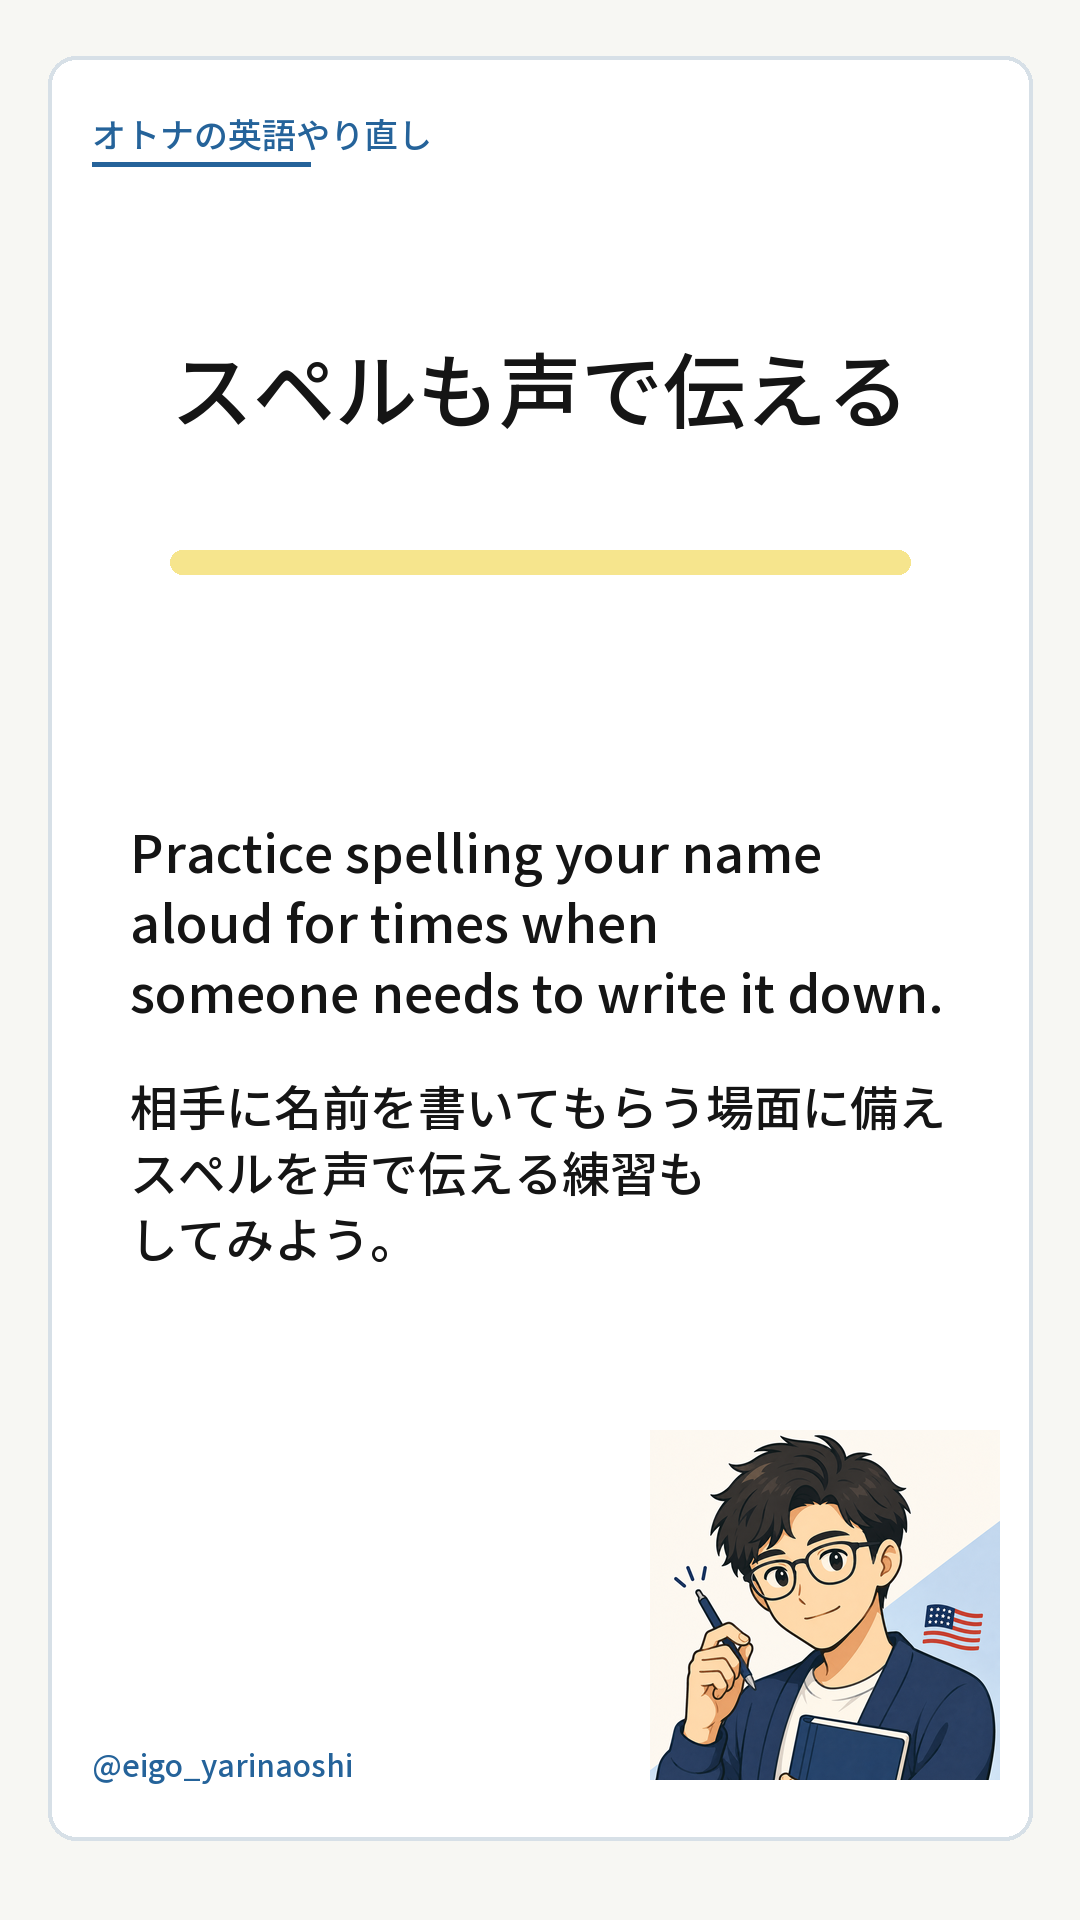 オトナの英語やり直し
スペルも声で伝える
Practice spelling your name
aloud for times when
someone needs to write it down.
相手に名前を書いてもらう場面に備え
スペルを声で伝える練習も
してみよう。
@eigo_yarinaoshi